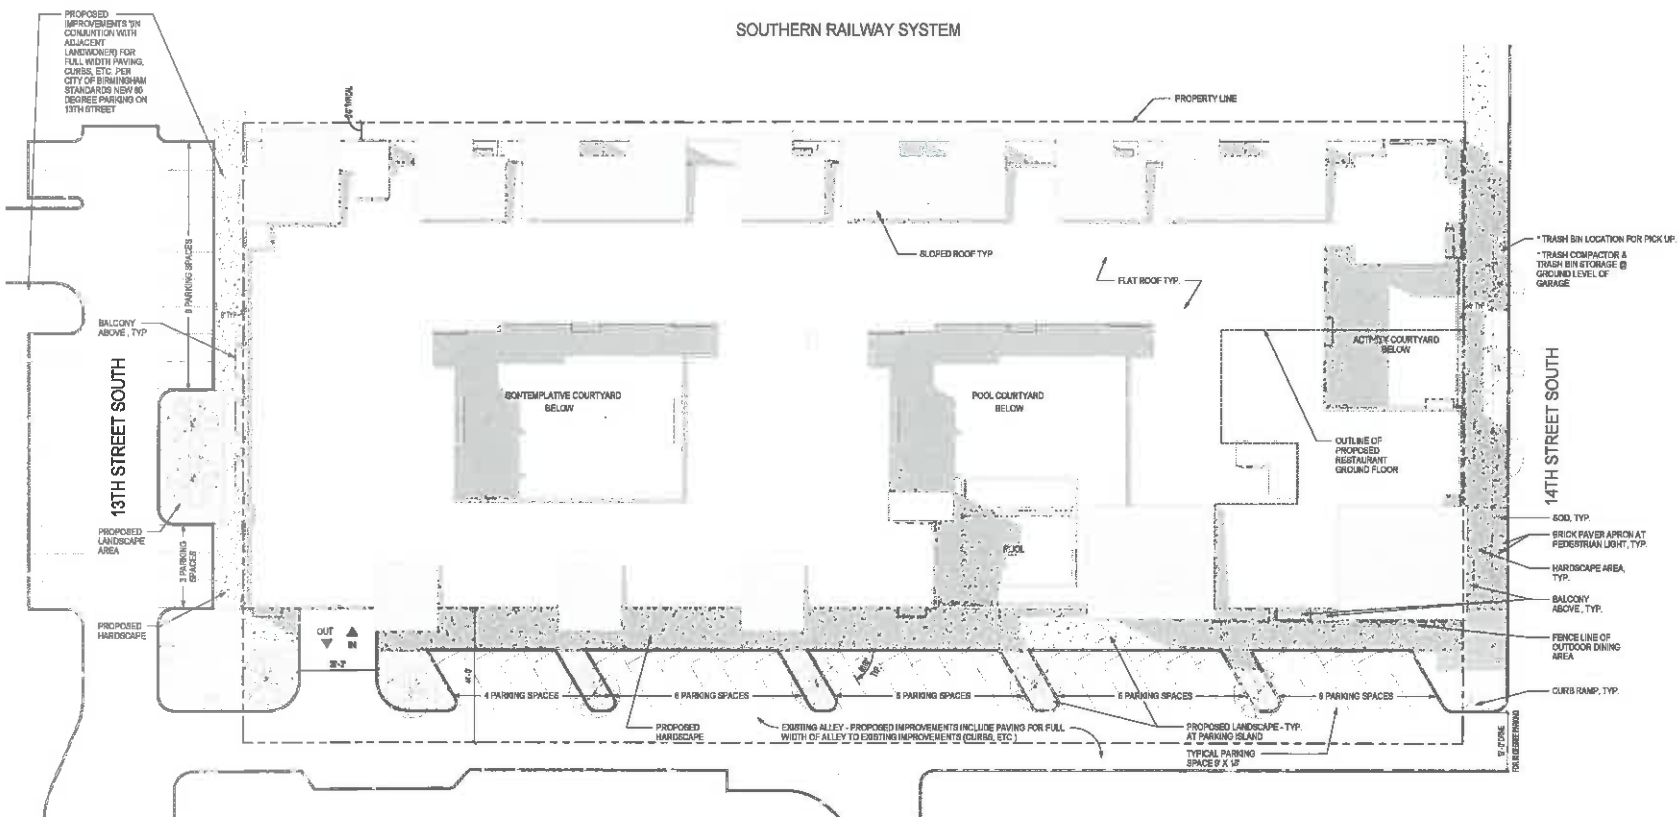 SOUTHERN RAILWAY SYSTEM
PROPOSED
IMPROVEMENTS (IN
CONJUNTION WITH
ADJACENT
LANDWONER) FOR
FULL WIDTH PAVING,
CURBS, ETC. PER
CITY OF BIRMINGHAM
STANDARDS NEW 90
DEGREE PARKING ON
13TH STREET
PROPERTY LINE
SLOPED ROOF TYP
FLAT ROOF TYP.
* TRASH BIN LOCATION FOR PICK UP.
* TRASH COMPACTOR &
TRASH BIN STORAGE @
GROUND LEVEL OF
GARAGE
PARKING SPACES
BALCONY
ABOVE, TYP
13TH STREET SOUTH
CONTEMPLATIVE COURTYARD
BELOW
POOL COURTYARD
BELOW
ACTIVITY COURTYARD
BELOW
OUTLINE OF
PROPOSED
RESTAURANT
GROUND FLOOR
14TH STREET SOUTH
PROPOSED
LANDSCAPE
AREA
3 PARKING
SPACES
PROPOSED
HARDSCAPE
POOL
SOD, TYP.
BRICK PAVER APRON AT
PEDESTRIAN LIGHT, TYP.
HARDSCAPE AREA,
TYP.
BALCONY
ABOVE, TYP.
FENCE LINE OF
OUTDOOR DINING
AREA
CURB RAMP, TYP.
OUT
IN
4 PARKING SPACES
6 PARKING SPACES
5 PARKING SPACES
PARKING SPACES
PARKING SPACES
PROPOSED
HARDSCAPE
EXISTING ALLEY - PROPOSED IMPROVEMENTS INCLUDE PAVING FOR FULL
WIDTH OF ALLEY TO EXISTING IMPROVEMENTS (CURBS, ETC.)
PROPOSED LANDSCAPE - TYP.
AT PARKING ISLAND
TYPICAL PARKING
SPACE 9' X 18'